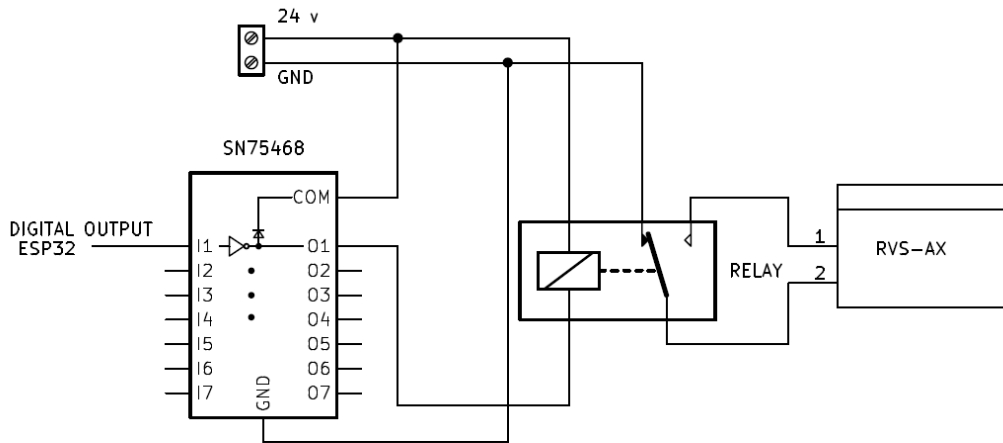 24 v
GND
SN75468
COM
DIGITAL OUTPUT
ESP32
I1
O1
I2
O2
I3
O3
I4
O4
I5
O5
I6
O6
I7
O7
GND
RELAY
1
2
RVS-AX